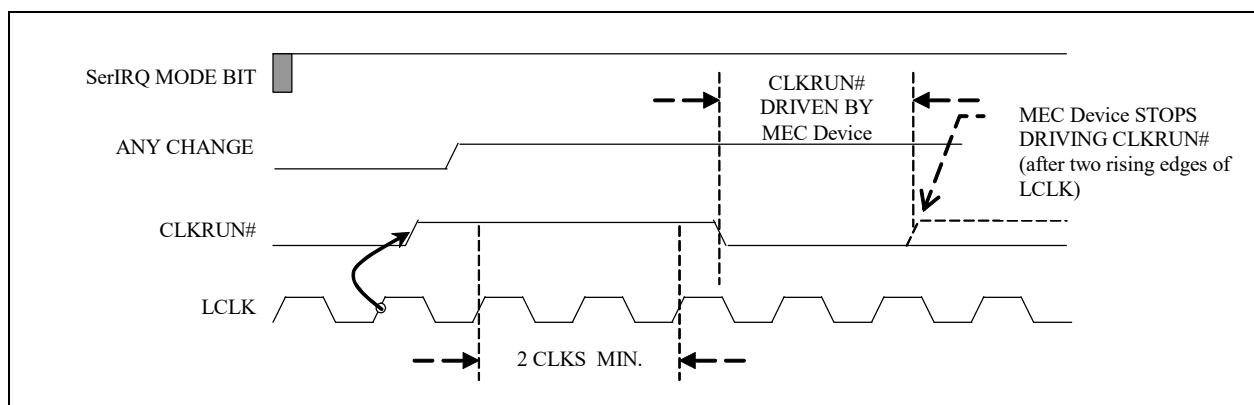 SerIRQ MODE BIT
CLKRUN#
DRIVEN BY
MEC Device
MEC Device STOPS
DRIVING CLKRUN#
(after two rising edges of
LCLK)
ANY CHANGE
CLKRUN#
LCLK
2 CLKS MIN.